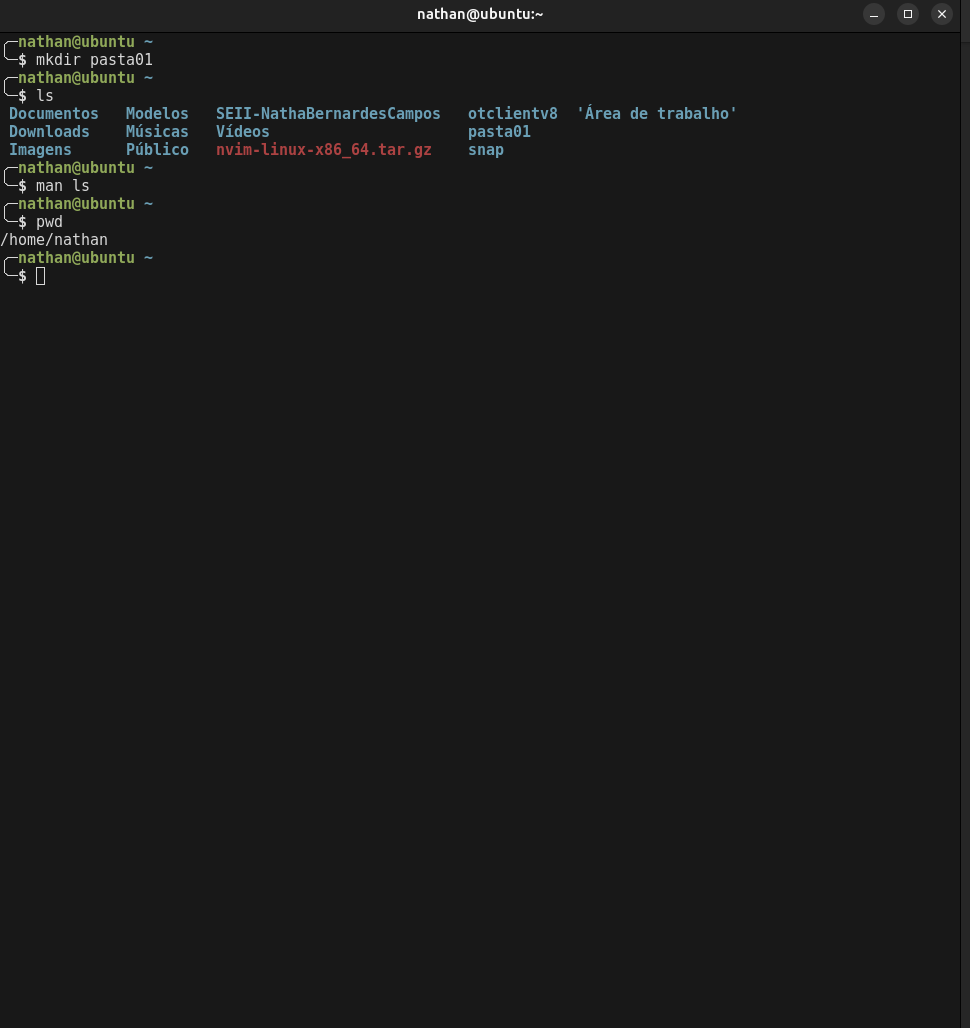 nathan@ubuntu:~
nathan@ubuntu ~
$ mkdir pasta01
nathan@ubuntu ~
$ ls
Documentos Modelos SEII-NathaBernardesCampos otclientv8 'Área de trabalho'
Downloads Músicas Vídeos pasta01
Imagens Público nvim-linux-x86_64.tar.gz snap
nathan@ubuntu ~
$ man ls
nathan@ubuntu ~
$ pwd
/home/nathan
nathan@ubuntu ~
$